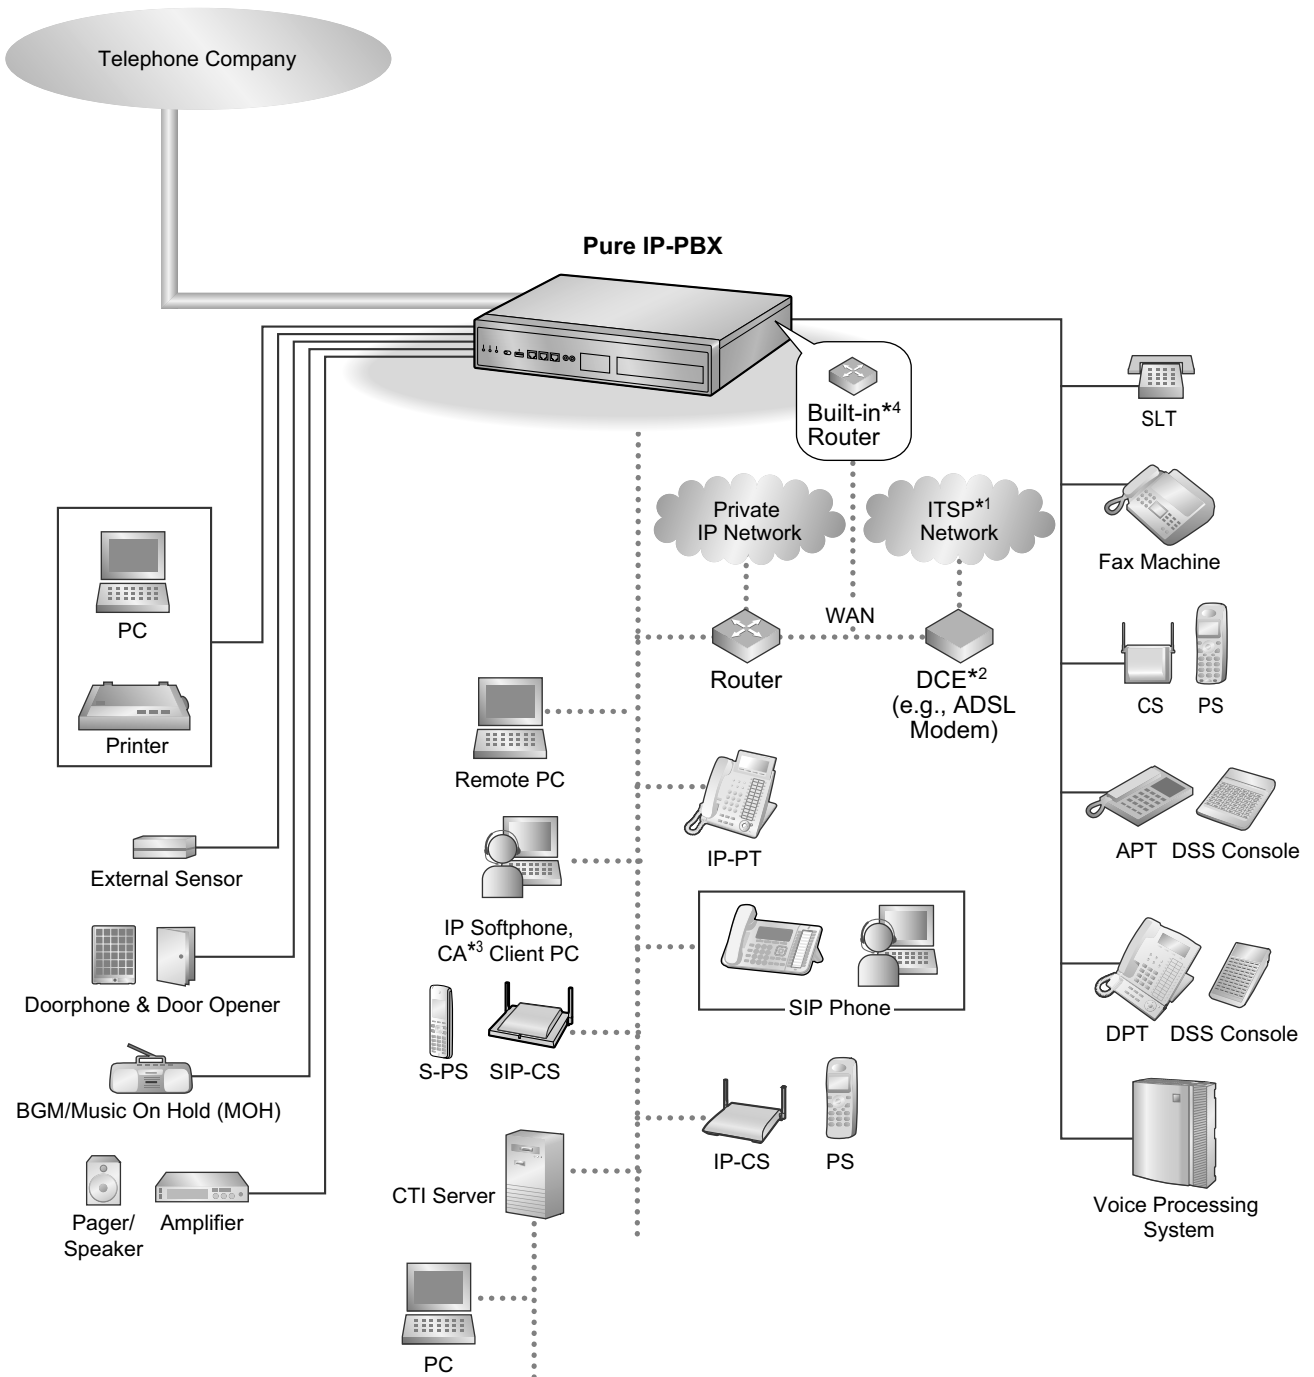 Telephone Company
Pure IP-PBX
Built-in*4
Router
SLT
Private
IP Network
ITSP*1
Network
Fax Machine
PC
WAN
Router
DCE*2
(e.g., ADSL
Modem)
CS
PS
Printer
Remote PC
IP-PT
APT
DSS Console
External Sensor
IP Softphone,
CA*3 Client PC
SIP Phone
Doorphone & Door Opener
DPT
DSS Console
S-PS
SIP-CS
BGM/Music On Hold (MOH)
IP-CS
PS
CTI Server
Pager/
Speaker
Amplifier
Voice Processing
System
PC